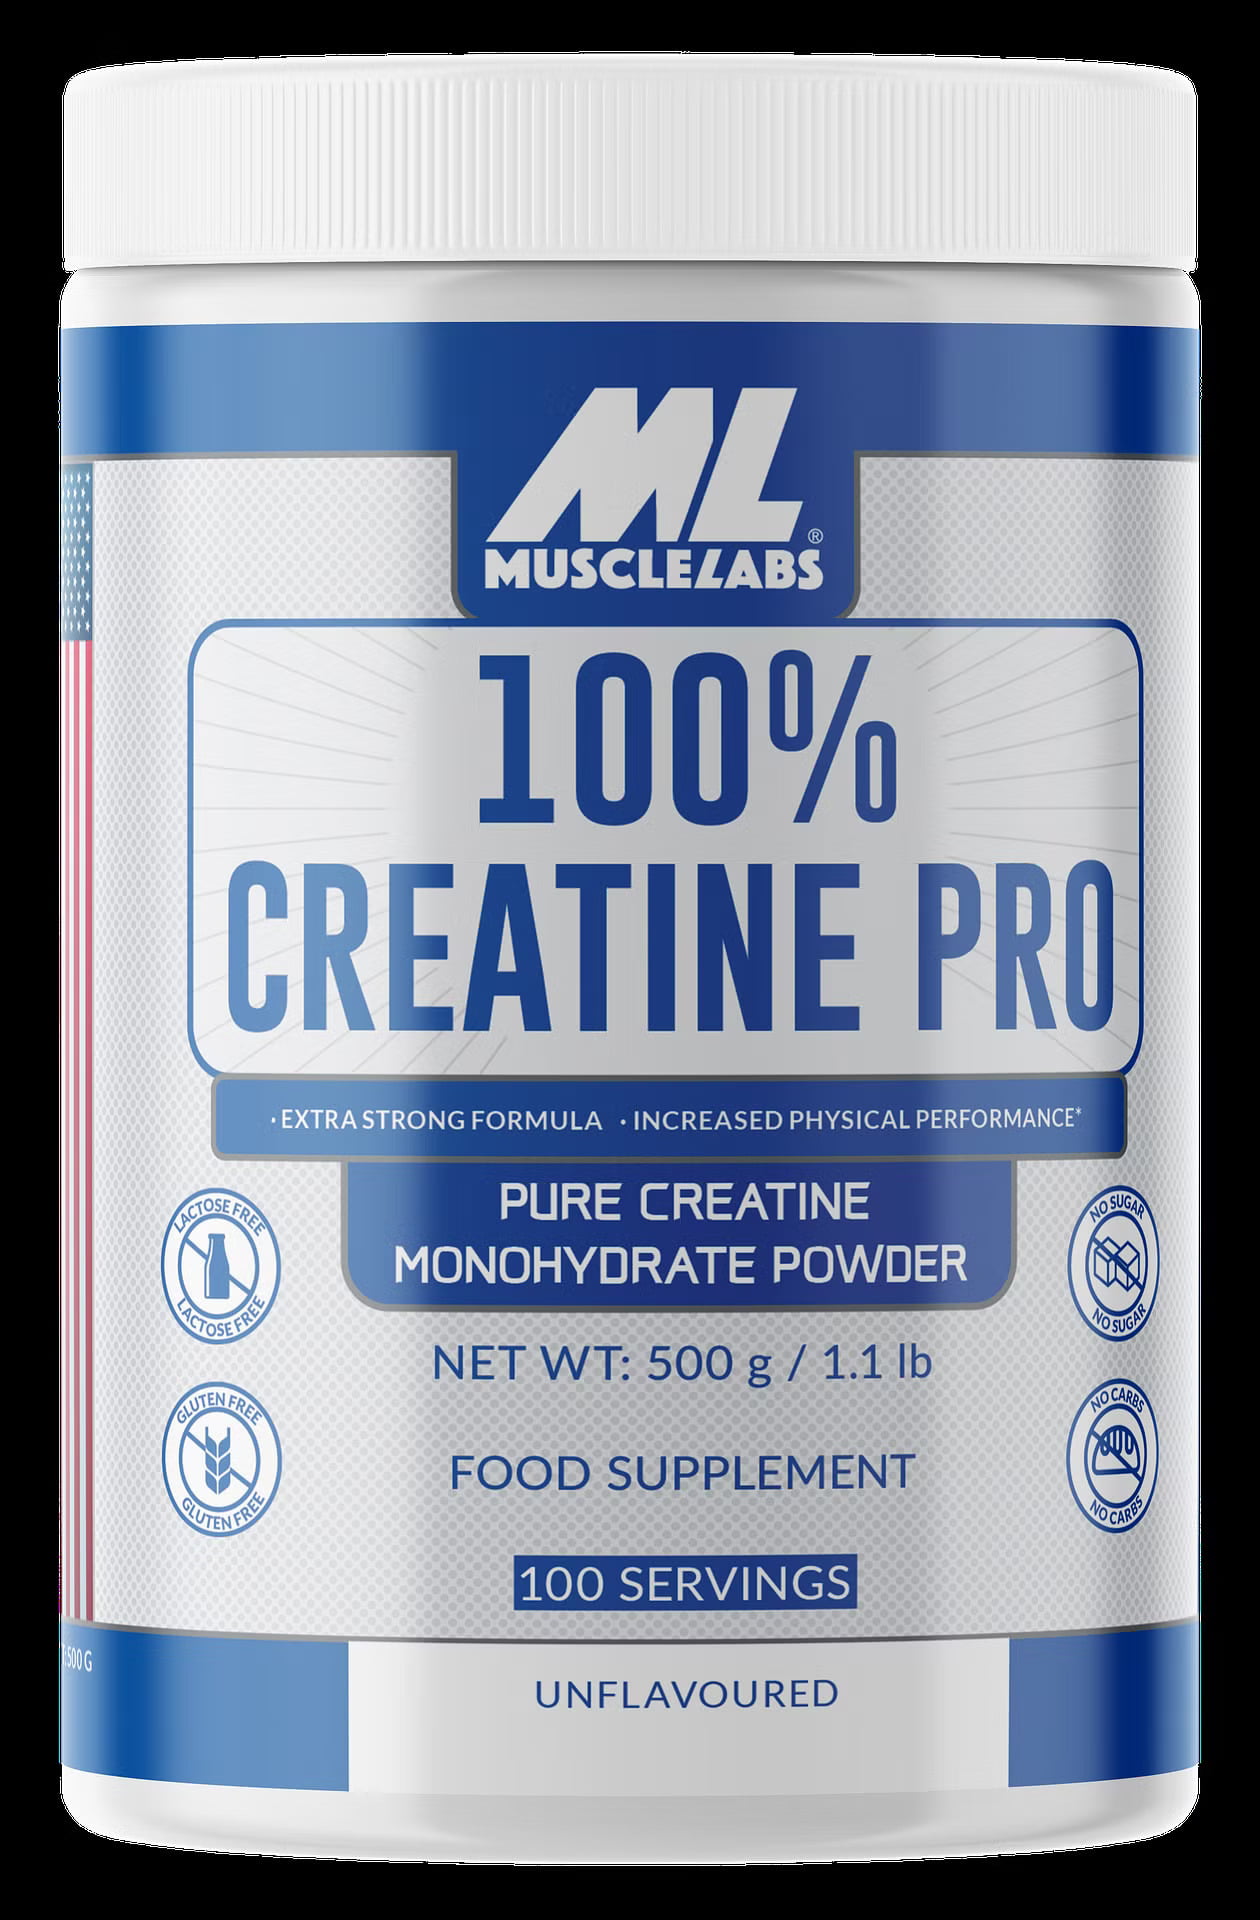 ML
MUSCLELABS®
100%
CREATINE PRO
· EXTRA STRONG FORMULA · INCREASED PHYSICAL PERFORMANCE*
PURE CREATINE
MONOHYDRATE POWDER
LACTOSE FREE
LACTOSE FREE
NO SUGAR
NO SUGAR
NET WT: 500 g / 1.1 lb
GLUTEN FREE
GLUTEN FREE
NO CARBS
NO CARBS
FOOD SUPPLEMENT
100 SERVINGS
500 G
UNFLAVOURED